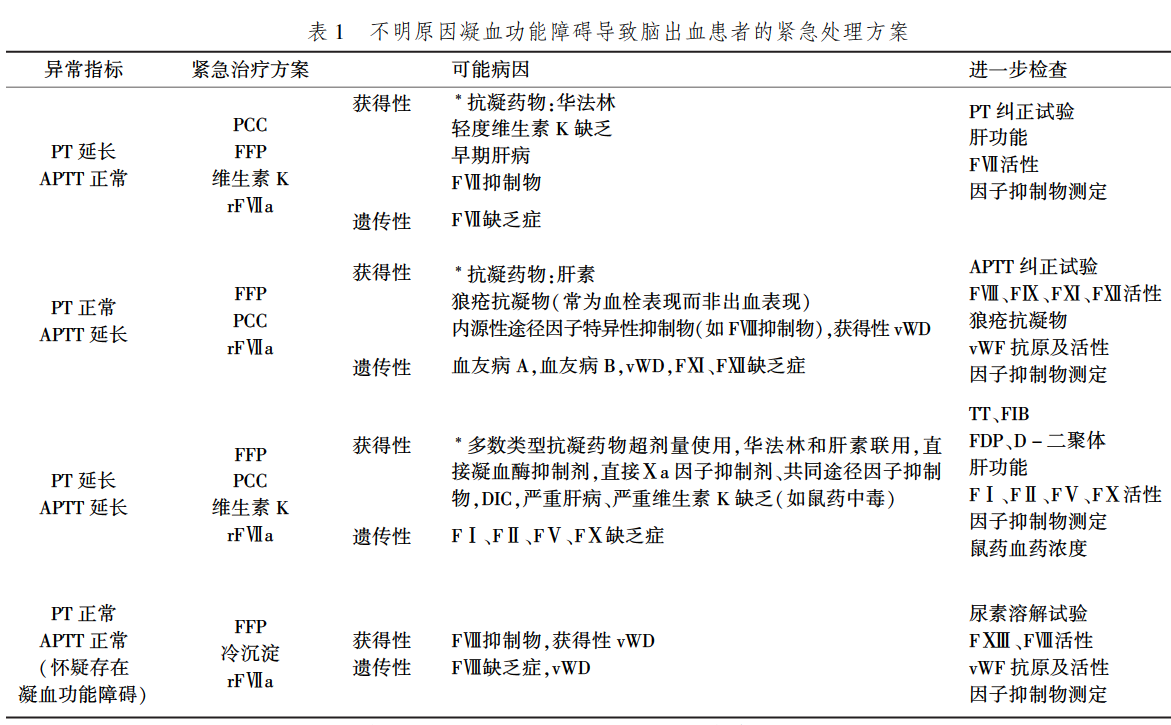 表1 不明原因凝血功能障碍导致脑出血患者的紧急处理方案
异常指标 紧急治疗方案 可能病因 进一步检查
PT 延长
APTT 正常
PCC
FFP
维生素 K
rFⅦa
获得性
*抗凝药物:华法林
轻度维生素 K 缺乏
早期肝病
FⅦ抑制物
遗传性
FⅦ缺乏症
PT 纠正试验
肝功能
FⅦ活性
因子抑制物测定
PT 正常
APTT 延长
FFP
PCC
rFⅦa
获得性
*抗凝药物:肝素
狼疮抗凝物(常为血栓表现而非出血表现)
内源性途径因子特异性抑制物(如 FⅧ抑制物),获得性 vWD
遗传性
血友病 A,血友病 B,vWD,FⅪ、FⅫ缺乏症
APTT 纠正试验
FⅧ、FⅨ、FⅪ、FⅫ活性
狼疮抗凝物
vWF 抗原及活性
因子抑制物测定
PT 延长
APTT 延长
FFP
PCC
维生素 K
rFⅦa
获得性
*多数类型抗凝药物超剂量使用,华法林和肝素联用,直
接凝血酶抑制剂,直接Ⅹa 因子抑制剂、共同途径因子抑制
物,DIC,严重肝病、严重维生素 K 缺乏(如鼠药中毒)
遗传性
FⅠ、FⅡ、FⅤ、FⅩ缺乏症
TT、FIB
FDP、D-二聚体
肝功能
FⅠ、FⅡ、FⅤ、FⅩ活性
因子抑制物测定
鼠药血药浓度
PT 正常
APTT 正常
(怀疑存在
凝血功能障碍)
FFP
冷沉淀
rFⅦa
获得性
FⅧ抑制物,获得性 vWD
遗传性
FⅧ缺乏症,vWD
尿素溶解试验
FⅩⅢ、FⅧ活性
vWF 抗原及活性
因子抑制物测定